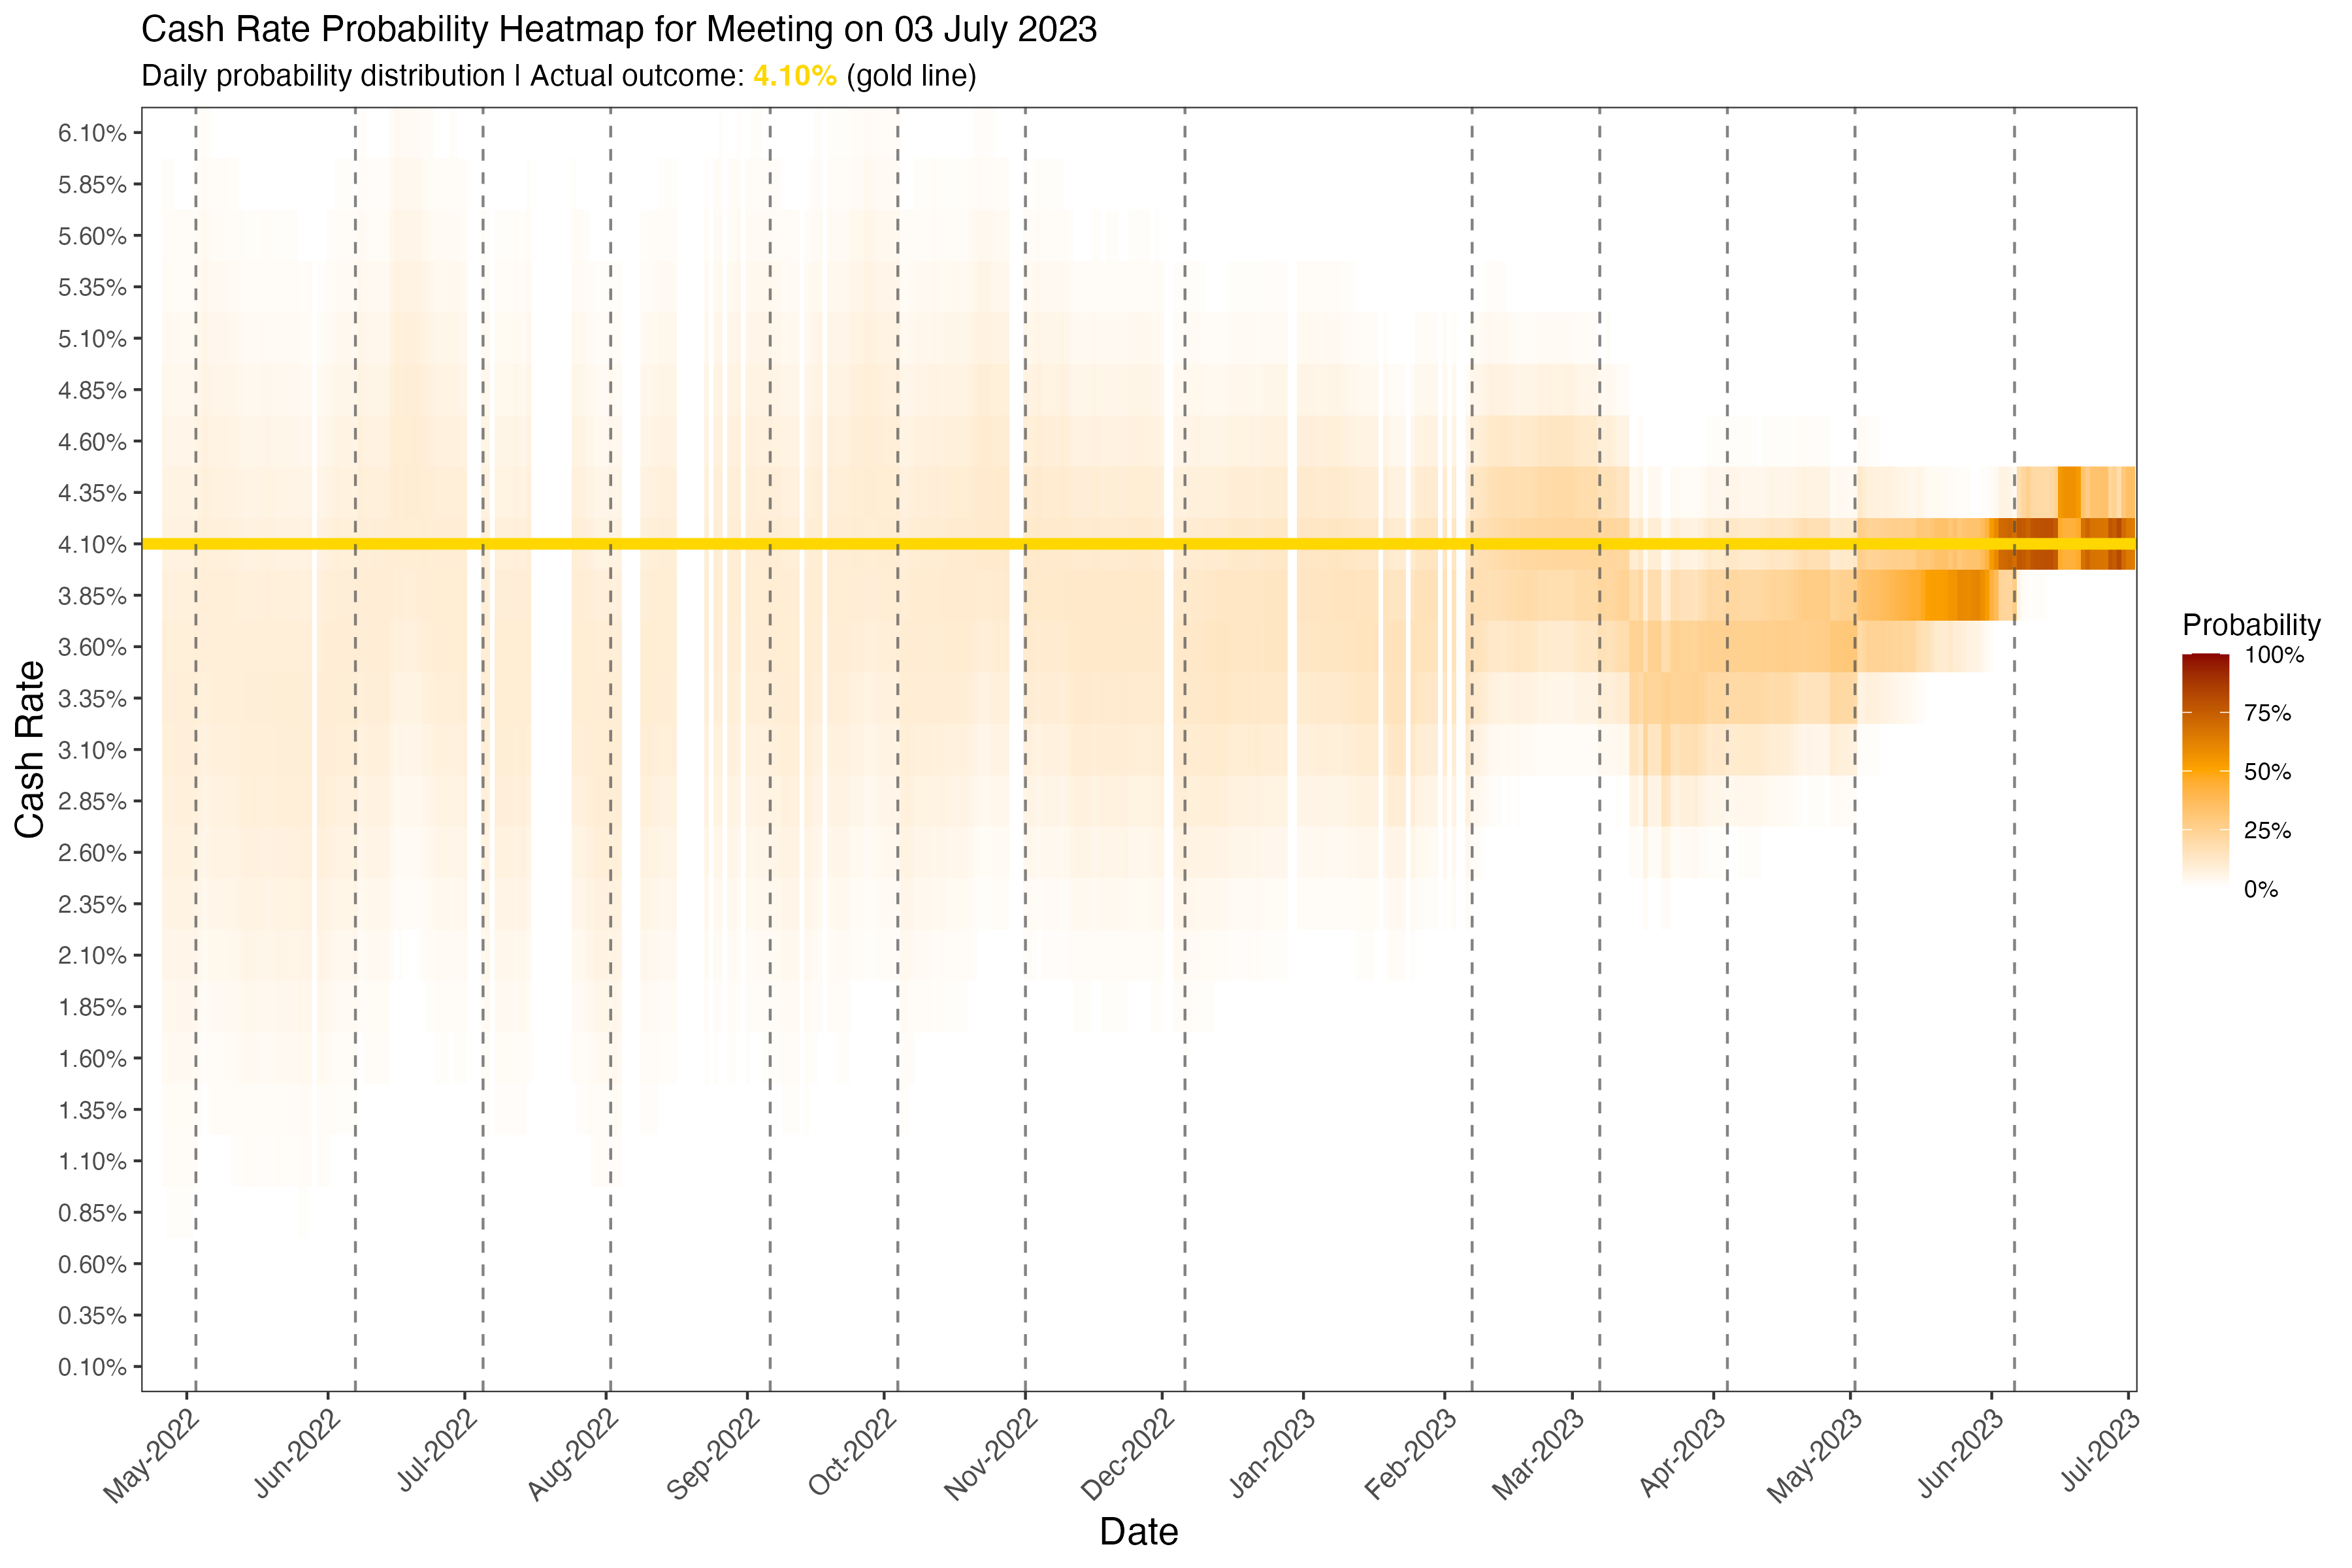 Cash Rate Probability Heatmap for Meeting on 03 July 2023
Daily probability distribution | Actual outcome: 4.10% (gold line)
Cash Rate
6.10%
5.85%
5.60%
5.35%
5.10%
4.85%
4.60%
4.35%
4.10%
3.85%
3.60%
3.35%
3.10%
2.85%
2.60%
2.35%
2.10%
1.85%
1.60%
1.35%
1.10%
0.85%
0.60%
0.35%
0.10%
May-2022
Jun-2022
Jul-2022
Aug-2022
Sep-2022
Oct-2022
Nov-2022
Dec-2022
Jan-2023
Feb-2023
Mar-2023
Apr-2023
May-2023
Jun-2023
Jul-2023
Date
Probability
100%
75%
50%
25%
0%